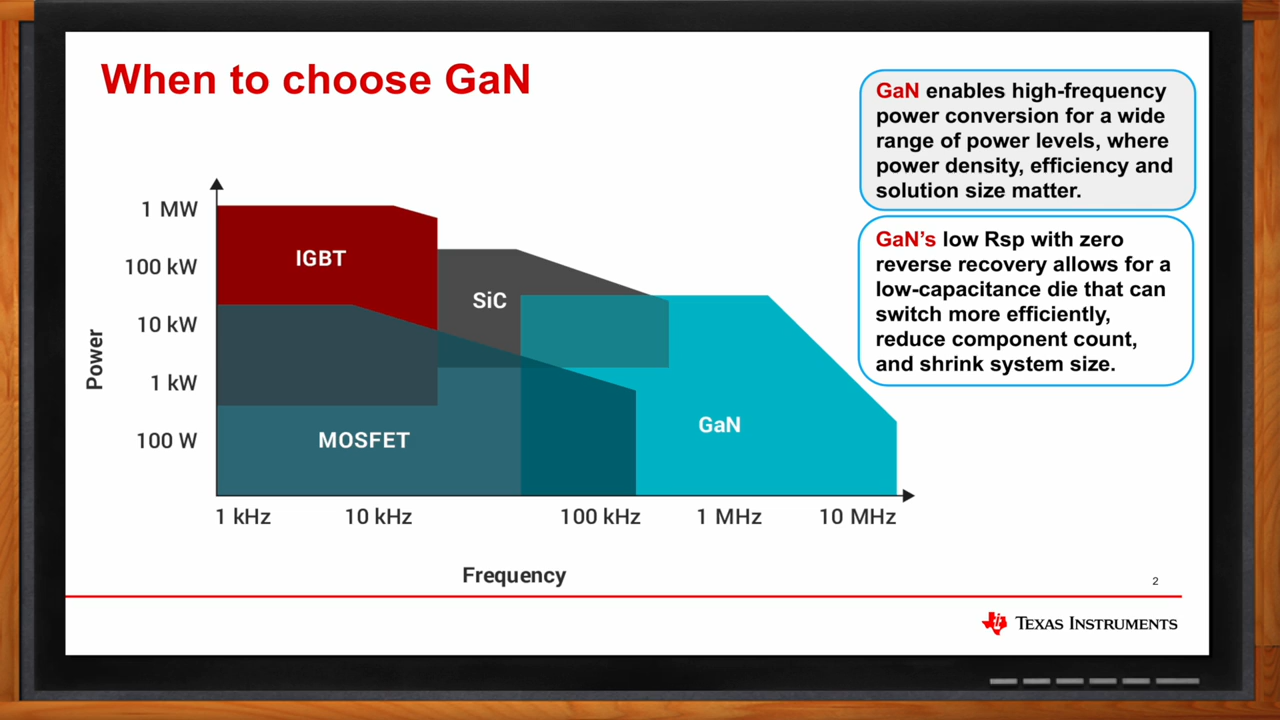 When to choose GaN
GaN enables high-frequency
power conversion for a wide
range of power levels, where
power density, efficiency and
solution size matter.
GaN's low Rsp with zero
reverse recovery allows for a
low-capacitance die that can
switch more efficiently,
reduce component count,
and shrink system size.
Power
1 MW
100 kW
10 kW
1 kW
100 W
IGBT
SiC
MOSFET
GaN
1 kHz
10 kHz
100 kHz
1 MHz
10 MHz
Frequency
2
TEXAS INSTRUMENTS